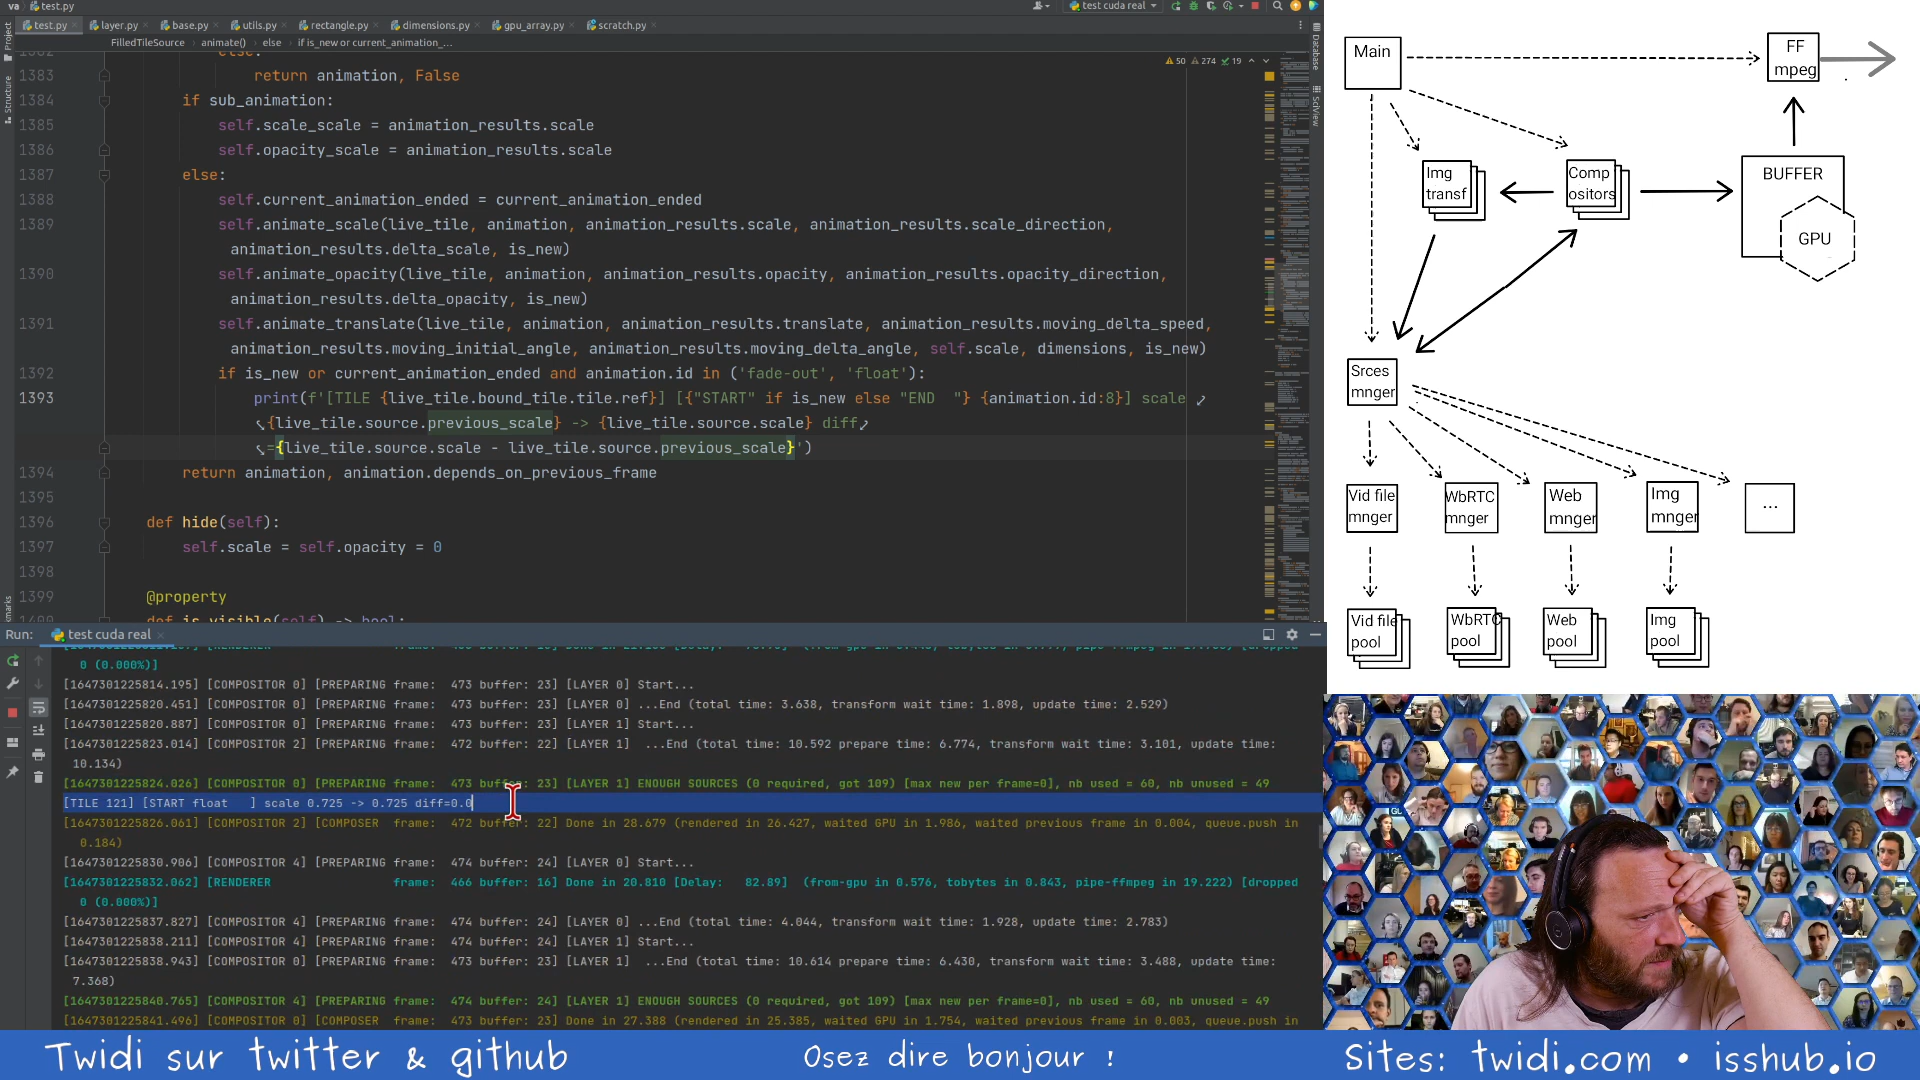 va test.py
test cuda real
test.py layer.py base.py utils.py rectangle.py dimensions.py gpu_array.py scratch.py
FilledTileSource animate() else if is_new or current_animation_...
50 274 19
Project
Structure
Database
SciView
1383 return animation, False
1384 if sub_animation:
1385 self.scale_scale = animation_results.scale
1386 self.opacity_scale = animation_results.scale
1387 else:
1388 self.current_animation_ended = current_animation_ended
1389 self.animate_scale(live_tile, animation, animation_results.scale, animation_results.scale_direction,
animation_results.delta_scale, is_new)
1390 self.animate_opacity(live_tile, animation, animation_results.opacity, animation_results.opacity_direction,
animation_results.delta_opacity, is_new)
1391 self.animate_translate(live_tile, animation, animation_results.translate, animation_results.moving_delta_speed,
animation_results.moving_initial_angle, animation_results.moving_delta_angle, self.scale, dimensions, is_new)
1392 if is_new or current_animation_ended and animation.id in ('fade-out', 'float'):
1393 print(f'[TILE {live_tile.bound_tile.tile.ref}] [{"START" if is_new else "END  "} {animation.id:8}] scale
{live_tile.source.previous_scale} -> {live_tile.source.scale} diff
={live_tile.source.scale - live_tile.source.previous_scale}')
1394 return animation, animation.depends_on_previous_frame
1395
1396 def hide(self):
1397 self.scale = self.opacity = 0
1398
1399 @property
def is_visible(self) -> bool:
Run: test cuda real
0 (0.000%)]
[1647301225814.195] [COMPOSITOR 0] [PREPARING frame: 473 buffer: 23] [LAYER 0] Start...
[1647301225820.451] [COMPOSITOR 0] [PREPARING frame: 473 buffer: 23] [LAYER 0] ...End (total time: 3.638, transform wait time: 1.898, update time: 2.529)
[1647301225820.887] [COMPOSITOR 0] [PREPARING frame: 473 buffer: 23] [LAYER 1] Start...
[1647301225823.014] [COMPOSITOR 2] [PREPARING frame: 472 buffer: 22] [LAYER 1] ...End (total time: 10.592 prepare time: 6.774, transform wait time: 3.101, update time:
10.134)
[1647301225824.026] [COMPOSITOR 0] [PREPARING frame: 473 buffer: 23] [LAYER 1] ENOUGH SOURCES (0 required, got 109) [max new per frame=0], nb used = 60, nb unused = 49
[TILE 121] [START float   ] scale 0.725 -> 0.725 diff=0.0
[1647301225826.061] [COMPOSITOR 2] [COMPOSER frame: 472 buffer: 22] Done in 28.679 (rendered in 26.427, waited GPU in 1.986, waited previous frame in 0.004, queue.push in
0.184)
[1647301225830.906] [COMPOSITOR 4] [PREPARING frame: 474 buffer: 24] [LAYER 0] Start...
[1647301225832.062] [RENDERER frame: 466 buffer: 16] Done in 20.810 [Delay: 82.89] (from-gpu in 0.576, tobytes in 0.843, pipe-ffmpeg in 19.222) [dropped
0 (0.000%)]
[1647301225837.827] [COMPOSITOR 4] [PREPARING frame: 474 buffer: 24] [LAYER 0] ...End (total time: 4.044, transform wait time: 1.928, update time: 2.783)
[1647301225838.211] [COMPOSITOR 4] [PREPARING frame: 474 buffer: 24] [LAYER 1] Start...
[1647301225838.943] [COMPOSITOR 0] [PREPARING frame: 473 buffer: 23] [LAYER 1] ...End (total time: 10.614 prepare time: 6.430, transform wait time: 3.488, update time:
7.368)
[1647301225840.765] [COMPOSITOR 4] [PREPARING frame: 474 buffer: 24] [LAYER 1] ENOUGH SOURCES (0 required, got 109) [max new per frame=0], nb used = 60, nb unused = 49
[1647301225841.496] [COMPOSITOR 0] [COMPOSER frame: 473 buffer: 23] Done in 27.388 (rendered in 25.385, waited GPU in 1.754, waited previous frame in 0.003, queue.push in
Main
FF
mpeg
Img
transf
Comp
ositors
BUFFER
GPU
Srces
mnger
Vid file
mnger
WbRTC
mnger
Web
mnger
Img
mnger
...
Vid file
pool
WbRTC
pool
Web
pool
Img
pool
Twidi sur twitter & github
Osez dire bonjour !
Sites: twidi.com • isshub.io